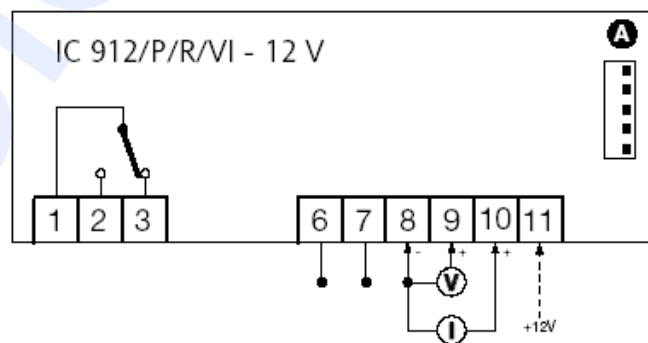 IC 912/P/R/VI - 12 V
A
1 2 3 6 7 8 9 10 11
- + +
V
I
+12V